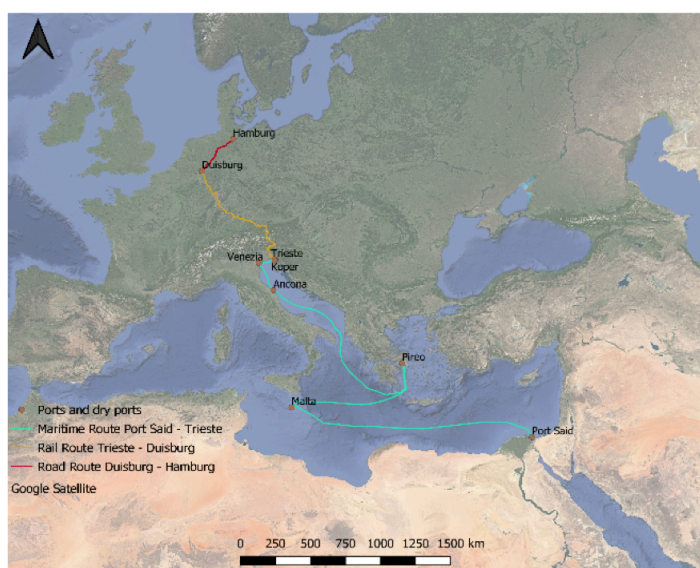 Hamburg
Duisburg
Trieste
Venezia
Koper
Ancona
Pireo
Malta
Port Said
Ports and dry ports
Maritime Route Port Said - Trieste
Rail Route Trieste - Duisburg
Road Route Duisburg - Hamburg
Google Satellite
0 250 500 750 1000 1250 1500 km